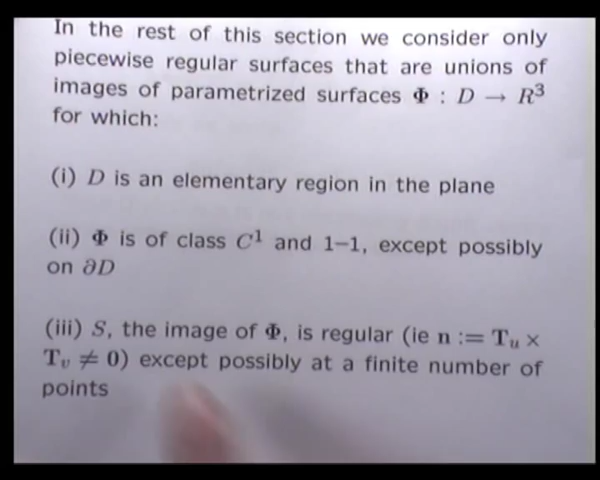 In the rest of this section we consider only
piecewise regular surfaces that are unions of
images of parametrized surfaces Φ : D → R³
for which:
(i) D is an elementary region in the plane
(ii) Φ is of class C¹ and 1−1, except possibly
on ∂D
(iii) S, the image of Φ, is regular (ie n := Tᵤ ×
Tᵥ ≠ 0) except possibly at a finite number of
points